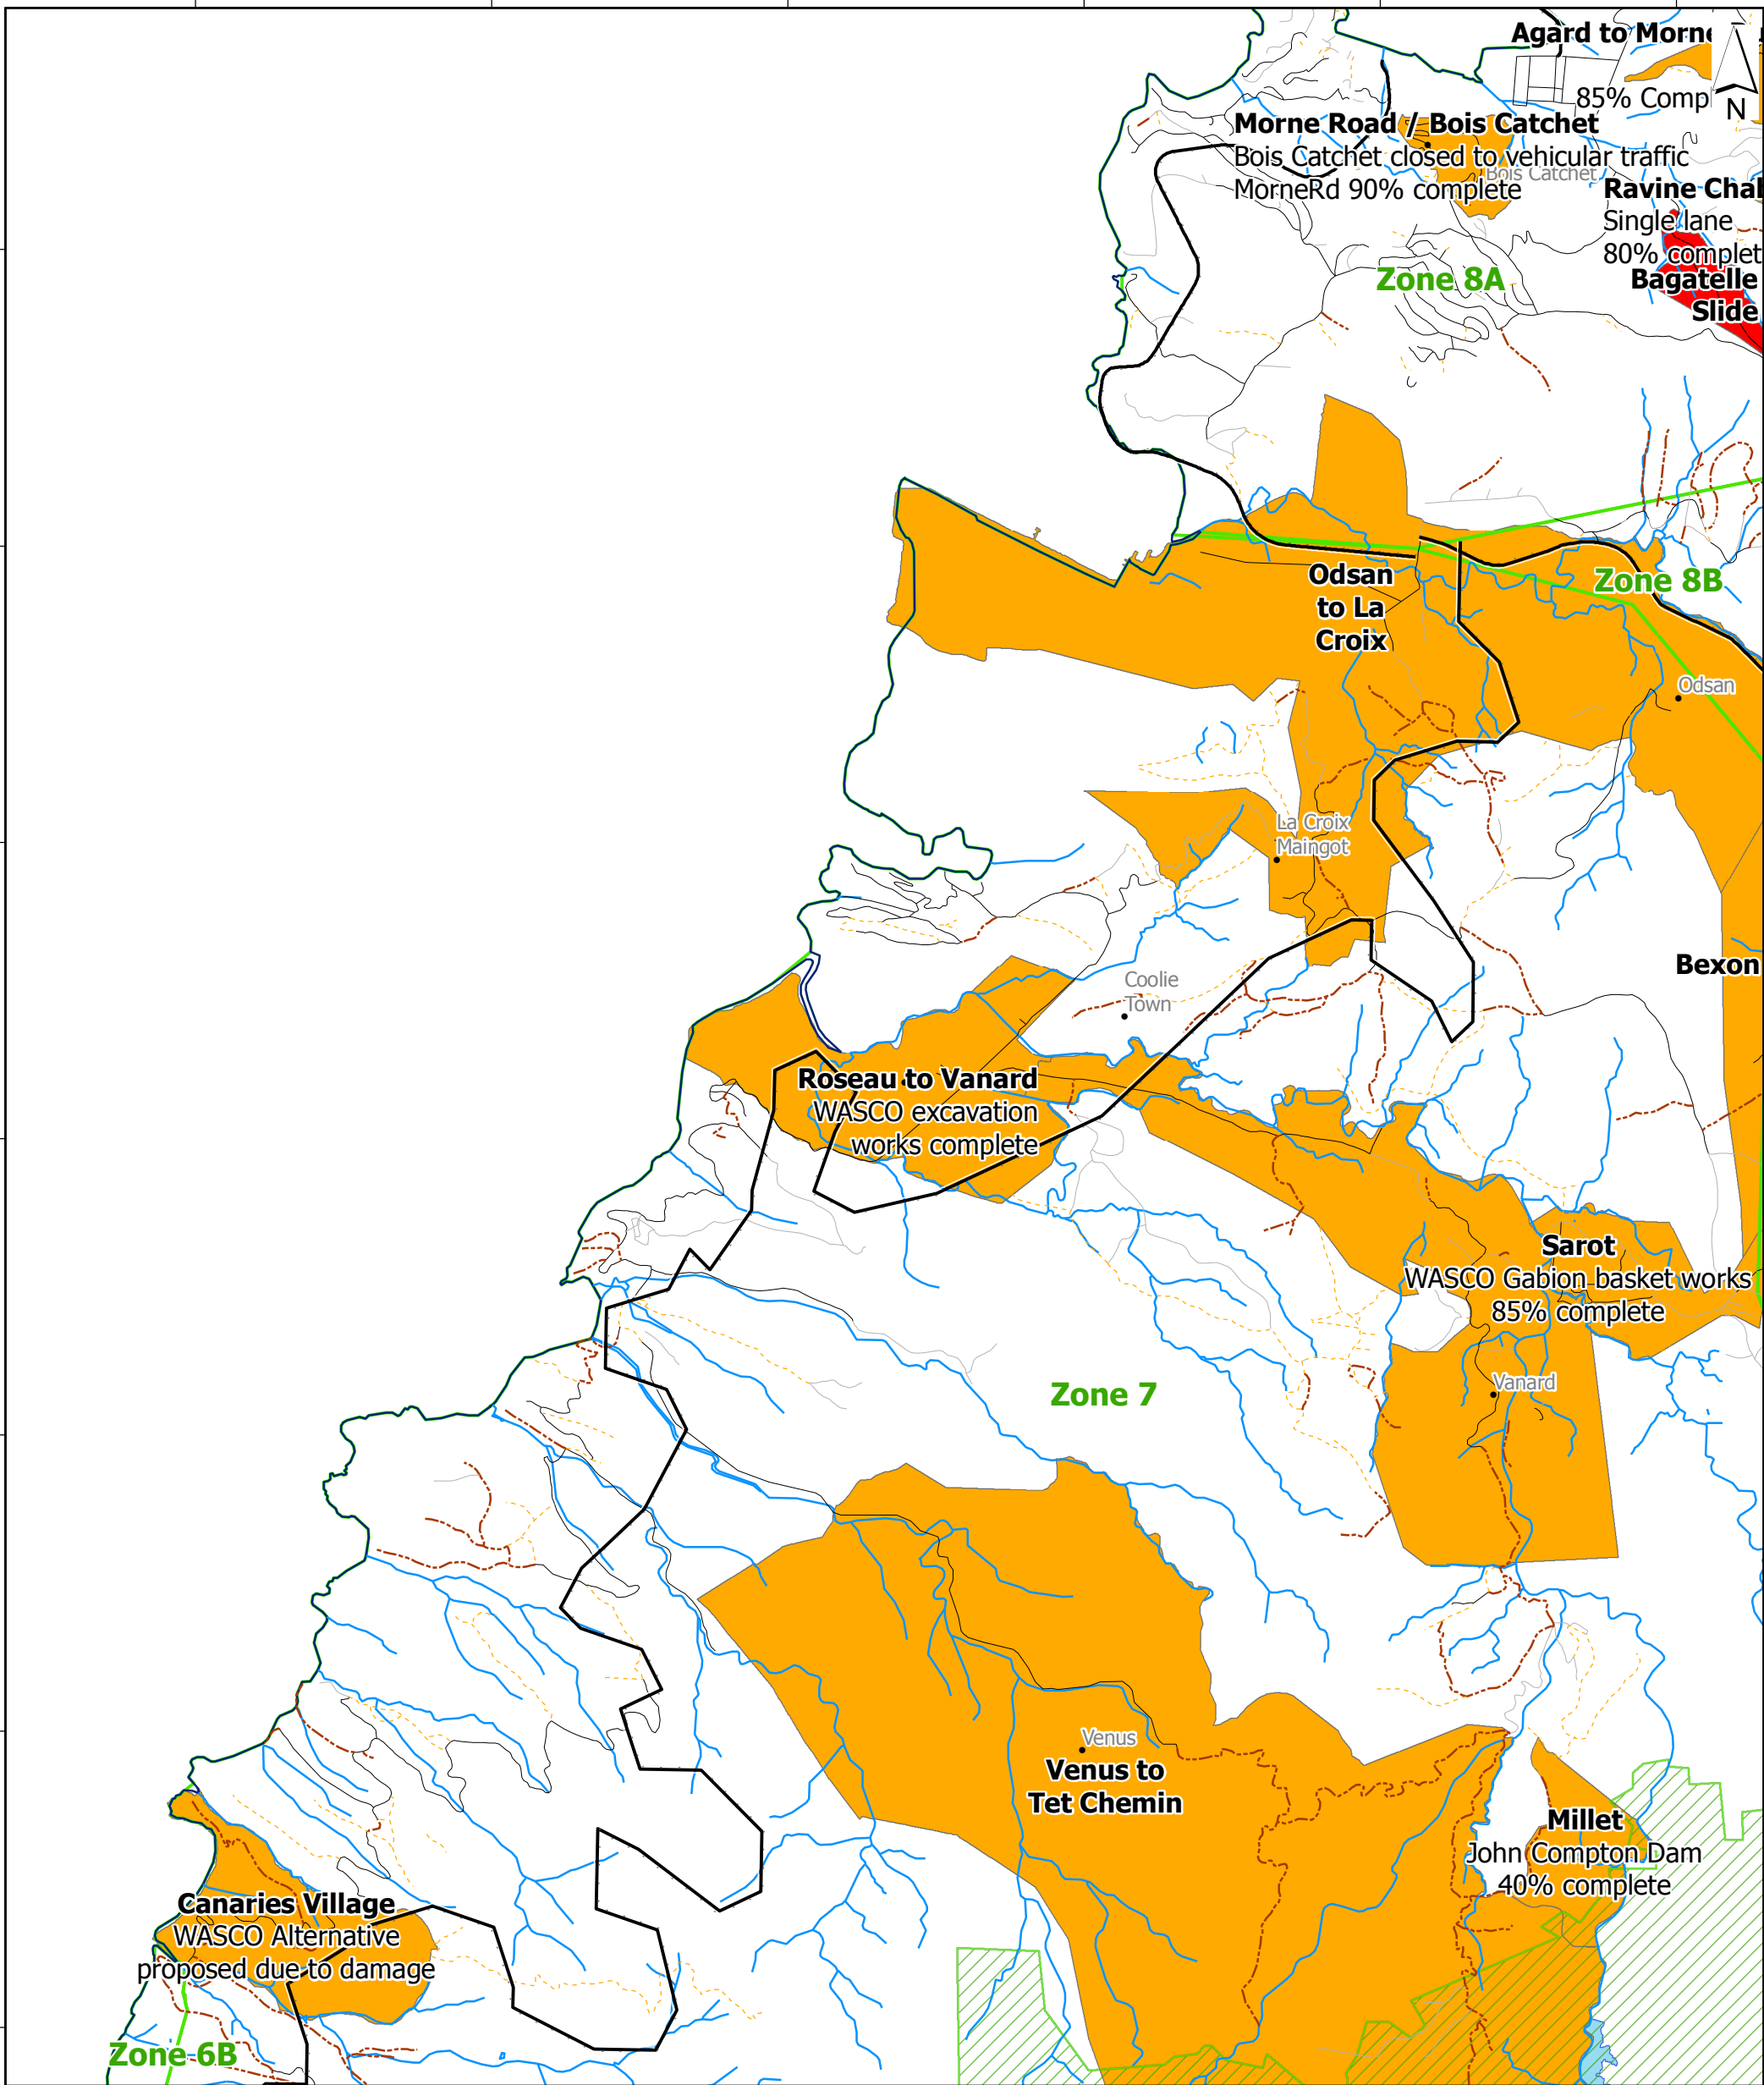 Agard to Morne
85% Comp
N
Morne Road / Bois Catchet
Bois Catchet closed to vehicular traffic
MorneRd 90% complete
Bois Catchet
Ravine Chab
Single lane
80% complet
Bagatelle
Slide
Zone 8A
Odsan
to La
Croix
Zone 8B
Odsan
La Croix
Maingot
Bexon
Coolie
Town
Roseau to Vanard
WASCO excavation
works complete
Sarot
WASCO Gabion basket works
85% complete
Vanard
Zone 7
Venus
Venus to
Tet Chemin
Millet
John Compton Dam
40% complete
Canaries Village
WASCO Alternative
proposed due to damage
Zone 6B